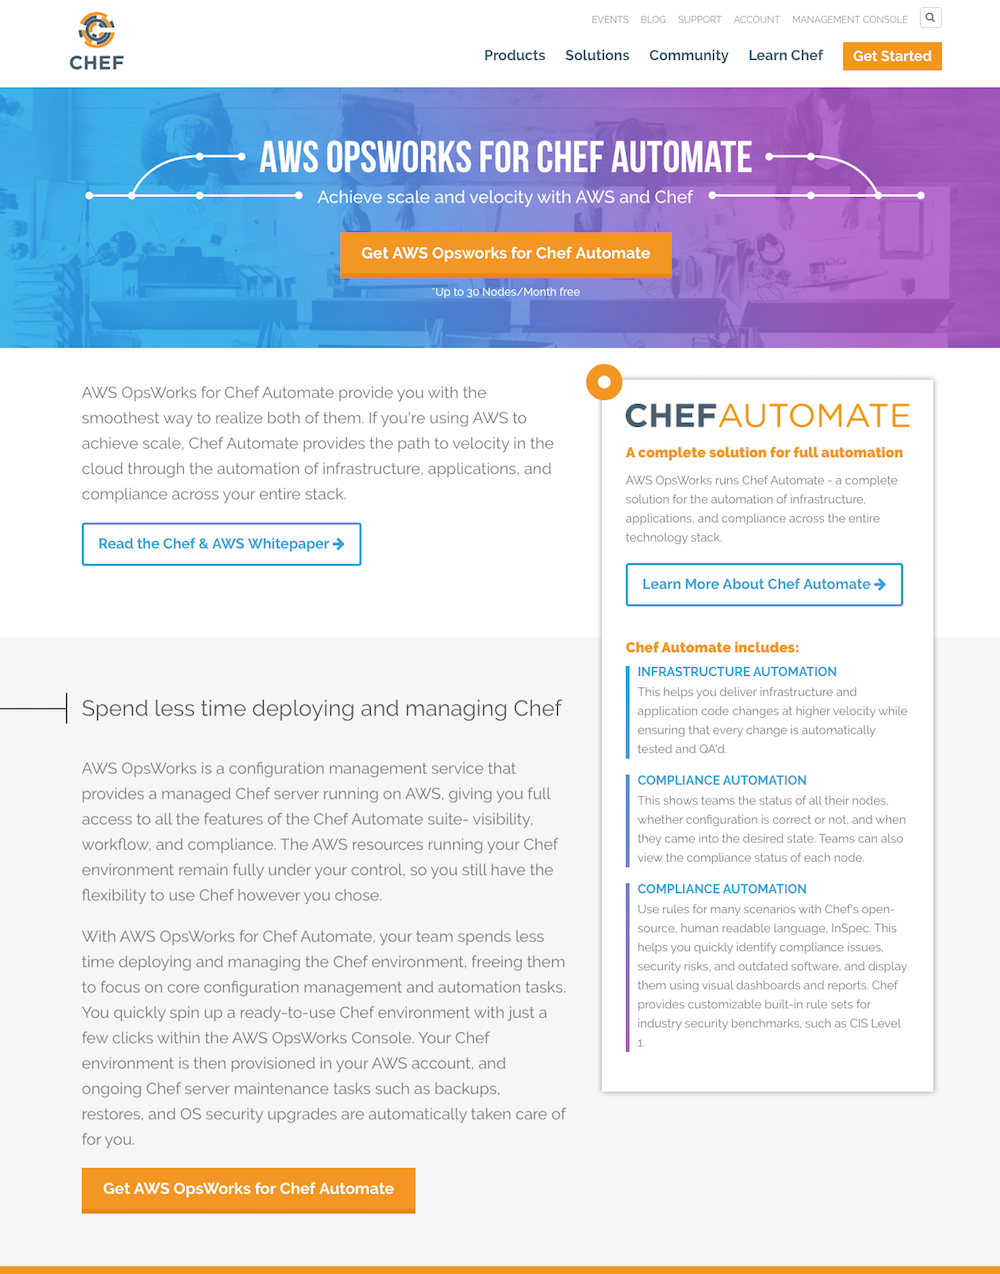 EVENTS BLOG SUPPORT ACCOUNT MANAGEMENT CONSOLE
CHEF
Products Solutions Community Learn Chef Get Started
AWS OPSWORKS FOR CHEF AUTOMATE
Achieve scale and velocity with AWS and Chef
Get AWS Opsworks for Chef Automate
*Up to 30 Nodes/Month free
AWS OpsWorks for Chef Automate provide you with the
smoothest way to realize both of them. If you're using AWS to
achieve scale, Chef Automate provides the path to velocity in the
cloud through the automation of infrastructure, applications, and
compliance across your entire stack.
Read the Chef & AWS Whitepaper →
Spend less time deploying and managing Chef
AWS OpsWorks is a configuration management service that
provides a managed Chef server running on AWS, giving you full
access to all the features of the Chef Automate suite- visibility,
workflow, and compliance. The AWS resources running your Chef
environment remain fully under your control, so you still have the
flexibility to use Chef however you chose.
With AWS OpsWorks for Chef Automate, your team spends less
time deploying and managing the Chef environment, freeing them
to focus on core configuration management and automation tasks.
You quickly spin up a ready-to-use Chef environment with just a
few clicks within the AWS OpsWorks Console. Your Chef
environment is then provisioned in your AWS account, and
ongoing Chef server maintenance tasks such as backups,
restores, and OS security upgrades are automatically taken care of
for you.
Get AWS OpsWorks for Chef Automate
CHEFAUTOMATE
A complete solution for full automation
AWS OpsWorks runs Chef Automate - a complete
solution for the automation of infrastructure,
applications, and compliance across the entire
technology stack.
Learn More About Chef Automate →
Chef Automate includes:
INFRASTRUCTURE AUTOMATION
This helps you deliver infrastructure and
application code changes at higher velocity while
ensuring that every change is automatically
tested and QA'd.
COMPLIANCE AUTOMATION
This shows teams the status of all their nodes,
whether configuration is correct or not, and when
they came into the desired state. Teams can also
view the compliance status of each node.
COMPLIANCE AUTOMATION
Use rules for many scenarios with Chef's open-
source, human readable language, InSpec. This
helps you quickly identify compliance issues,
security risks, and outdated software, and display
them using visual dashboards and reports. Chef
provides customizable built-in rule sets for
industry security benchmarks, such as CIS Level
1.